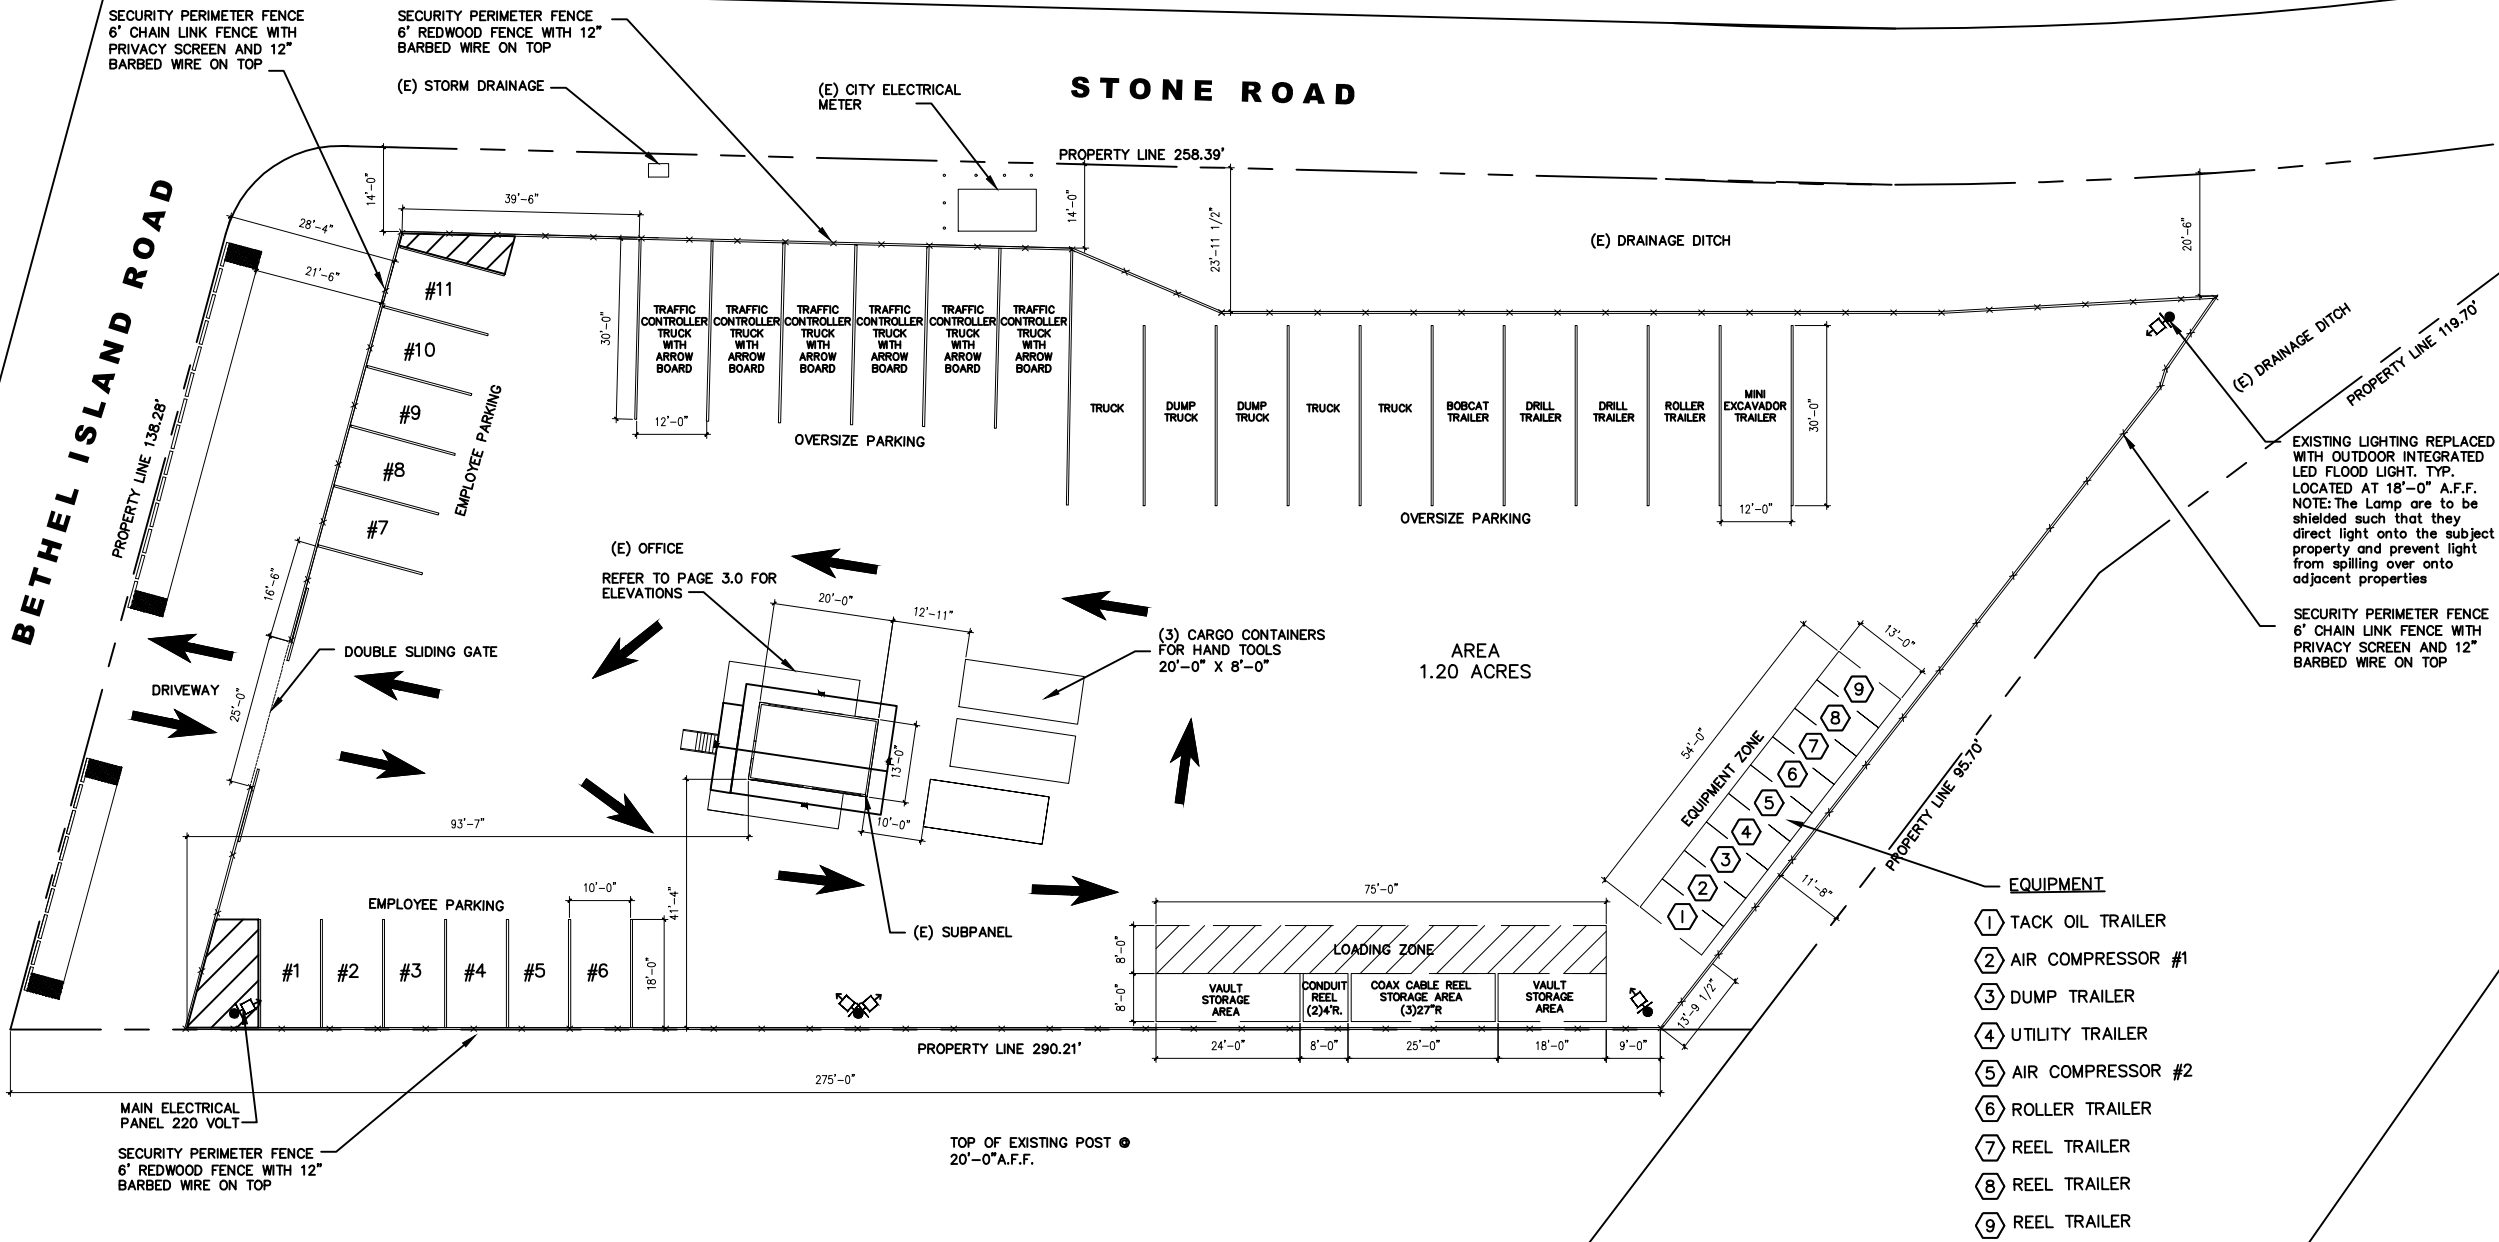 SECURITY PERIMETER FENCE
6' CHAIN LINK FENCE WITH
PRIVACY SCREEN AND 12"
BARBED WIRE ON TOP
SECURITY PERIMETER FENCE
6' REDWOOD FENCE WITH 12"
BARBED WIRE ON TOP
(E) STORM DRAINAGE
(E) CITY ELECTRICAL
METER
STONE ROAD
PROPERTY LINE 258.39'
14'-0"
39'-6"
28'-4"
21'-6"
14'-0"
23'-11 1/2"
(E) DRAINAGE DITCH
20'-6"
BETHEL ISLAND ROAD
PROPERTY LINE 138.28'
#11
#10
#9
#8
#7
EMPLOYEE PARKING
30'-0"
TRAFFIC
CONTROLLER
TRUCK
WITH
ARROW
BOARD
TRAFFIC
CONTROLLER
TRUCK
WITH
ARROW
BOARD
TRAFFIC
CONTROLLER
TRUCK
WITH
ARROW
BOARD
TRAFFIC
CONTROLLER
TRUCK
WITH
ARROW
BOARD
TRAFFIC
CONTROLLER
TRUCK
WITH
ARROW
BOARD
TRAFFIC
CONTROLLER
TRUCK
WITH
ARROW
BOARD
12'-0"
OVERSIZE PARKING
TRUCK
DUMP
TRUCK
DUMP
TRUCK
TRUCK
TRUCK
BOBCAT
TRAILER
DRILL
TRAILER
DRILL
TRAILER
ROLLER
TRAILER
MINI
EXCAVADOR
TRAILER
30'-0"
12'-0"
OVERSIZE PARKING
(E) DRAINAGE DITCH
PROPERTY LINE 119.70'
EXISTING LIGHTING REPLACED
WITH OUTDOOR INTEGRATED
LED FLOOD LIGHT. TYP.
LOCATED AT 18'-0" A.F.F.
NOTE: The Lamp are to be
shielded such that they
direct light onto the subject
property and prevent light
from spilling over onto
adjacent properties
SECURITY PERIMETER FENCE
6' CHAIN LINK FENCE WITH
PRIVACY SCREEN AND 12"
BARBED WIRE ON TOP
16'-6"
DOUBLE SLIDING GATE
DRIVEWAY
25'-0"
(E) OFFICE
REFER TO PAGE 3.0 FOR
ELEVATIONS
20'-0"
12'-11"
(3) CARGO CONTAINERS
FOR HAND TOOLS
20'-0" X 8'-0"
13'-0"
10'-0"
AREA
1.20 ACRES
93'-7"
41'-4"
EMPLOYEE PARKING
10'-0"
18'-0"
#1
#2
#3
#4
#5
#6
(E) SUBPANEL
75'-0"
8'-0"
8'-0"
LOADING ZONE
VAULT
STORAGE
AREA
CONDUIT
REEL
(2)4'R.
COAX CABLE REEL
STORAGE AREA
(3)27"R
VAULT
STORAGE
AREA
54'-0"
13'-0"
EQUIPMENT ZONE
9
8
7
6
5
4
3
2
1
11'-8"
13'-9 1/2"
PROPERTY LINE 95.70'
PROPERTY LINE 290.21'
24'-0"
8'-0"
25'-0"
18'-0"
9'-0"
275'-0"
MAIN ELECTRICAL
PANEL 220 VOLT
SECURITY PERIMETER FENCE
6' REDWOOD FENCE WITH 12"
BARBED WIRE ON TOP
TOP OF EXISTING POST @
20'-0"A.F.F.
EQUIPMENT
1 TACK OIL TRAILER
2 AIR COMPRESSOR #1
3 DUMP TRAILER
4 UTILITY TRAILER
5 AIR COMPRESSOR #2
6 ROLLER TRAILER
7 REEL TRAILER
8 REEL TRAILER
9 REEL TRAILER